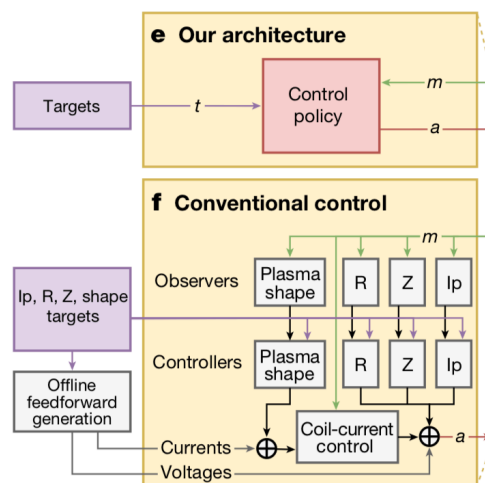 e Our architecture
Targets
t
Control
policy
m
a
f Conventional control
m
Observers
Plasma
shape
R
Z
Ip
Ip, R, Z, shape
targets
Controllers
Plasma
shape
R
Z
Ip
Offline
feedforward
generation
Currents
Coil-current
control
a
Voltages